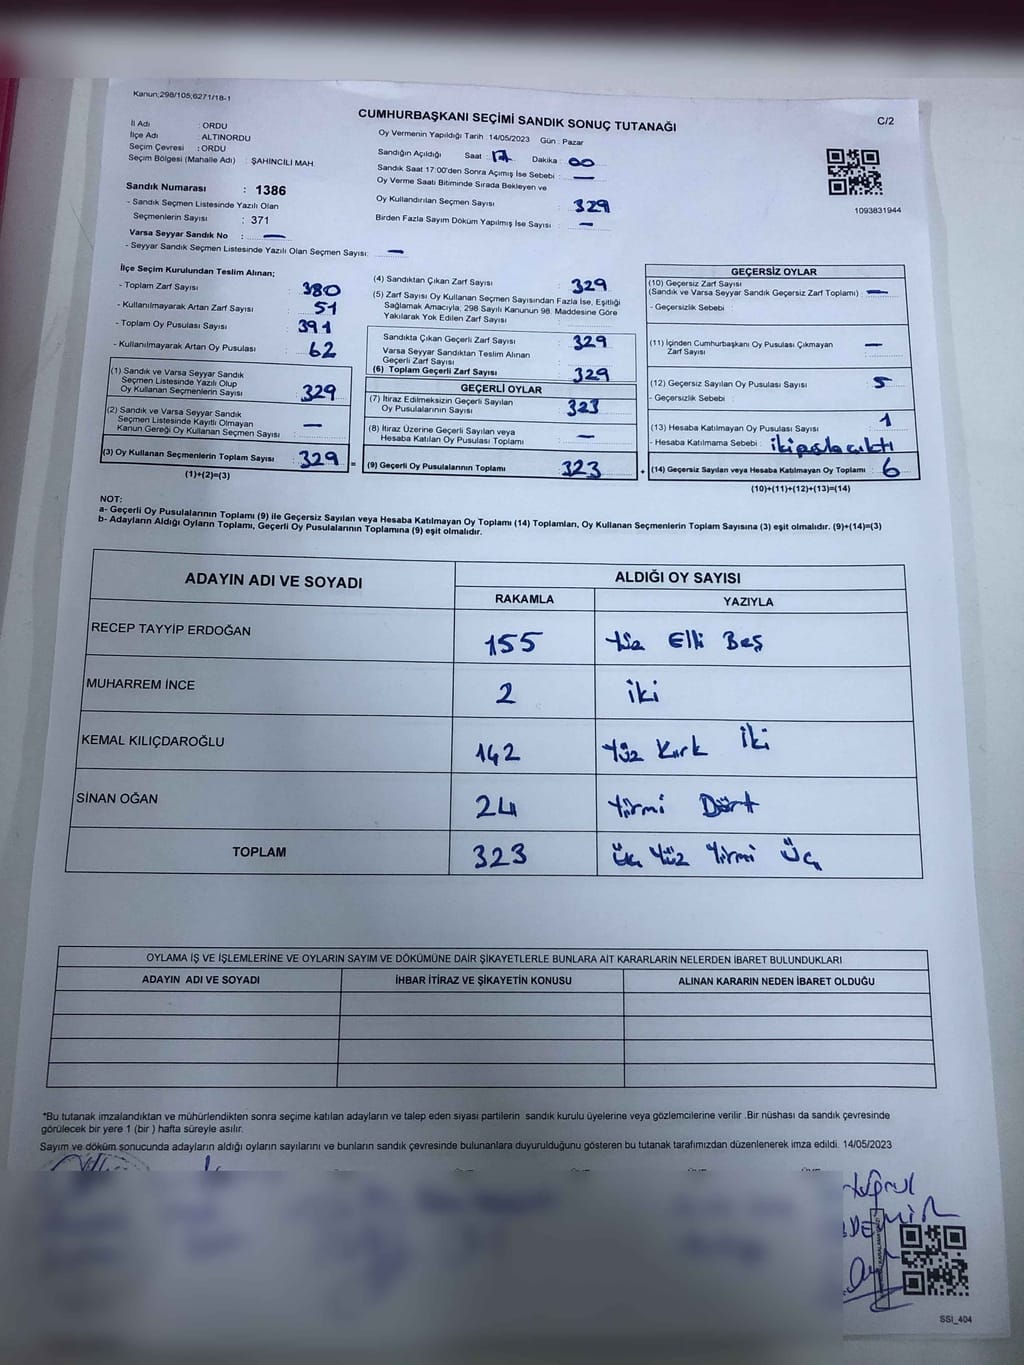 Kanun:298/105;6271/18-1
CUMHURBAŞKANI SEÇİMİ SANDIK SONUÇ TUTANAĞI
C/2
İl Adı : ORDU
İlçe Adı : ALTINORDU
Seçim Çevresi : ORDU
Seçim Bölgesi (Mahalle Adı) : ŞAHİNCİLİ MAH.
Oy Vermenin Yapıldığı Tarih : 14/05/2023 Gün : Pazar
Sandığın Açıldığı Saat : 17 Dakika : 00
Sandık Saat 17:00'den Sonra Açımış İse Sebebi : —
Oy Verme Saati Bitiminde Sırada Bekleyen ve
Oy Kullandırılan Seçmen Sayısı : 329
Birden Fazla Sayım Döküm Yapılmış İse Sayısı : —
1093831944
Sandık Numarası : 1386
- Sandık Seçmen Listesinde Yazılı Olan
Seçmenlerin Sayısı : 371
Varsa Seyyar Sandık No : —
- Seyyar Sandık Seçmen Listesinde Yazılı Olan Seçmen Sayısı: —
İlçe Seçim Kurulundan Teslim Alınan;
- Toplam Zarf Sayısı : 380
- Kullanılmayarak Artan Zarf Sayısı : 51
- Toplam Oy Pusulası Sayısı : 391
- Kullanılmayarak Artan Oy Pusulası : 62
(1) Sandık ve Varsa Seyyar Sandık
Seçmen Listesinde Yazılı Olup
Oy Kullanan Seçmenlerin Sayısı : 329
(2) Sandık ve Varsa Seyyar Sandık
Seçmen Listesinde Kayıtlı Olmayan
Kanun Gereği Oy Kullanan Seçmen Sayısı : —
(3) Oy Kullanan Seçmenlerin Toplam Sayısı : 329
(1)+(2)=(3)
(4) Sandıktan Çıkan Zarf Sayısı : 329
(5) Zarf Sayısı Oy Kullanan Seçmen Sayısından Fazla İse, Eşitliği
Sağlamak Amacıyla; 298 Sayılı Kanunun 98. Maddesine Göre
Yakılarak Yok Edilen Zarf Sayısı :
Sandıkta Çıkan Geçerli Zarf Sayısı : 329
Varsa Seyyar Sandıktan Teslim Alınan
Geçerli Zarf Sayısı :
(6) Toplam Geçerli Zarf Sayısı : 329
GEÇERLİ OYLAR
(7) İtiraz Edilmeksizin Geçerli Sayılan
Oy Pusulalarının Sayısı : 323
(8) İtiraz Üzerine Geçerli Sayılan veya
Hesaba Katılan Oy Pusulası Toplamı : —
= (9) Geçerli Oy Pusulalarının Toplamı : 323 +
GEÇERSİZ OYLAR
(10) Geçersiz Zarf Sayısı
(Sandık ve Varsa Seyyar Sandık Geçersiz Zarf Toplamı) : —
- Geçersizlik Sebebi :
(11) İçinden Cumhurbaşkanı Oy Pusulası Çıkmayan
Zarf Sayısı : —
(12) Geçersiz Sayılan Oy Pusulası Sayısı : 5
- Geçersizlik Sebebi :
(13) Hesaba Katılmayan Oy Pusulası Sayısı : 1
- Hesaba Katılmama Sebebi : iki pusla çıktı
(14) Geçersiz Sayılan veya Hesaba Katılmayan Oy Toplamı : 6
(10)+(11)+(12)+(13)=(14)
NOT:
a- Geçerli Oy Pusulalarının Toplamı (9) ile Geçersiz Sayılan veya Hesaba Katılmayan Oy Toplamı (14) Toplamları, Oy Kullanan Seçmenlerin Toplam Sayısına (3) eşit olmalıdır. (9)+(14)=(3)
b- Adayların Aldığı Oyların Toplamı, Geçerli Oy Pusulalarının Toplamına (9) eşit olmalıdır.
ADAYIN ADI VE SOYADI
ALDIĞI OY SAYISI
RAKAMLA YAZIYLA
RECEP TAYYİP ERDOĞAN 155 Yüz Elli Beş
MUHARREM İNCE 2 İki
KEMAL KILIÇDAROĞLU 142 Yüz Kırk İki
SİNAN OĞAN 24 Yirmi Dört
TOPLAM 323 Üç Yüz Yirmi Üç
OYLAMA İŞ VE İŞLEMLERİNE VE OYLARIN SAYIM VE DÖKÜMÜNE DAİR ŞİKAYETLERLE BUNLARA AİT KARARLARIN NELERDEN İBARET BULUNDUKLARI
ADAYIN ADI VE SOYADI İHBAR İTİRAZ VE ŞİKAYETİN KONUSU ALINAN KARARIN NEDEN İBARET OLDUĞU
*Bu tutanak imzalandıktan ve mühürlendikten sonra seçime katılan adayların ve talep eden siyasi partilerin sandık kurulu üyelerine veya gözlemcilerine verilir .Bir nüshası da sandık çevresinde
görülecek bir yere 1 (bir ) hafta süreyle asılır.
Sayım ve döküm sonucunda adayların aldığı oyların sayılarını ve bunların sandık çevresinde bulunanlara duyurulduğunu gösteren bu tutanak tarafımızdan düzenlenerek imza edildi. 14/05/2023
SSI_404